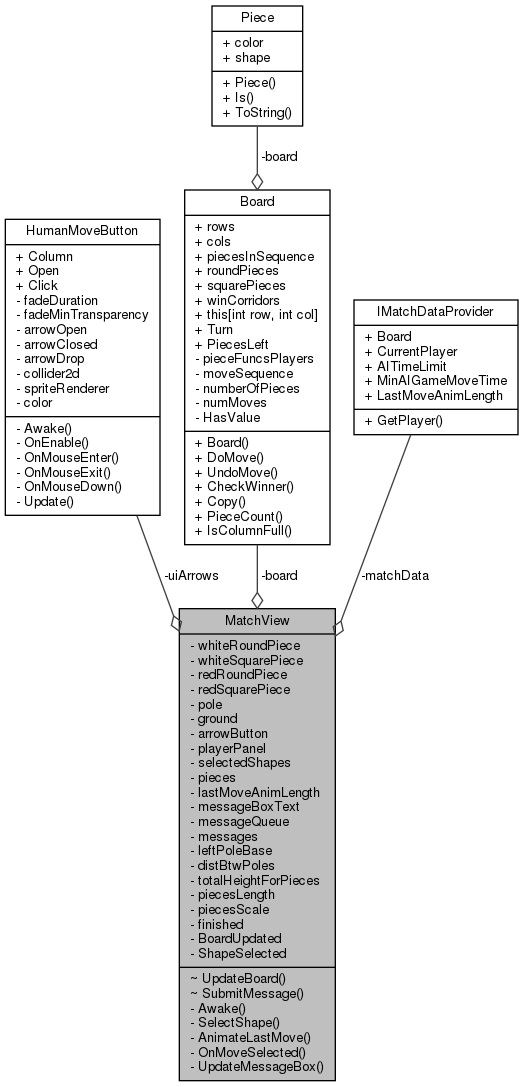 Piece
+ color
+ shape
+ Piece()
+ Is()
+ ToString()
-board
Board
+ rows
+ cols
+ piecesInSequence
+ roundPieces
+ squarePieces
+ winCorridors
+ this[int row, int col]
+ Turn
+ PiecesLeft
- pieceFuncsPlayers
- moveSequence
- numberOfPieces
- numMoves
- HasValue
+ Board()
+ DoMove()
+ UndoMove()
+ CheckWinner()
+ Copy()
+ PieceCount()
+ IsColumnFull()
HumanMoveButton
+ Column
+ Open
+ Click
- fadeDuration
- fadeMinTransparency
- arrowOpen
- arrowClosed
- arrowDrop
- collider2d
- spriteRenderer
- color
- Awake()
- OnEnable()
- OnMouseEnter()
- OnMouseExit()
- OnMouseDown()
- Update()
IMatchDataProvider
+ Board
+ CurrentPlayer
+ AITimeLimit
+ MinAIGameMoveTime
+ LastMoveAnimLength
+ GetPlayer()
-uiArrows
-board
-matchData
MatchView
- whiteRoundPiece
- whiteSquarePiece
- redRoundPiece
- redSquarePiece
- pole
- ground
- arrowButton
- playerPanel
- selectedShapes
- pieces
- lastMoveAnimLength
- messageBoxText
- messageQueue
- messages
- leftPoleBase
- distBtwPoles
- totalHeightForPieces
- piecesLength
- piecesScale
- finished
- BoardUpdated
- ShapeSelected
~ UpdateBoard()
~ SubmitMessage()
- Awake()
- SelectShape()
- AnimateLastMove()
- OnMoveSelected()
- UpdateMessageBox()